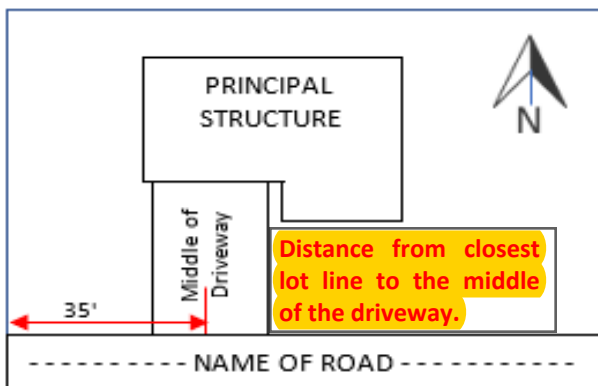 PRINCIPAL
STRUCTURE
N
Middle of
Driveway
Distance from closest
lot line to the middle
of the driveway.
35'
- - - - - - - - - - NAME OF ROAD - - - - - - - - - - -